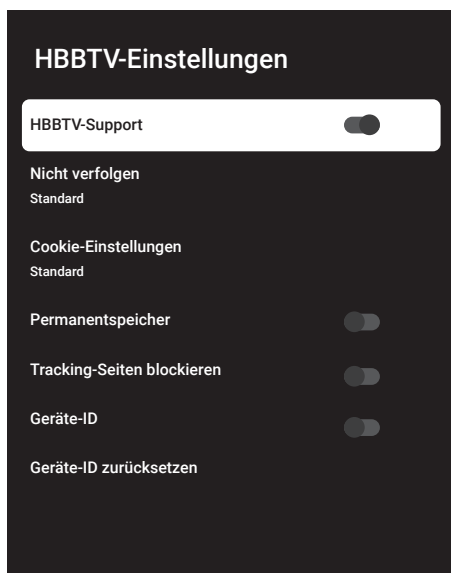 HBBTV-Einstellungen
HBBTV-Support
Nicht verfolgen
Standard
Cookie-Einstellungen
Standard
Permanentspeicher
Tracking-Seiten blockieren
Geräte-ID
Geräte-ID zurücksetzen